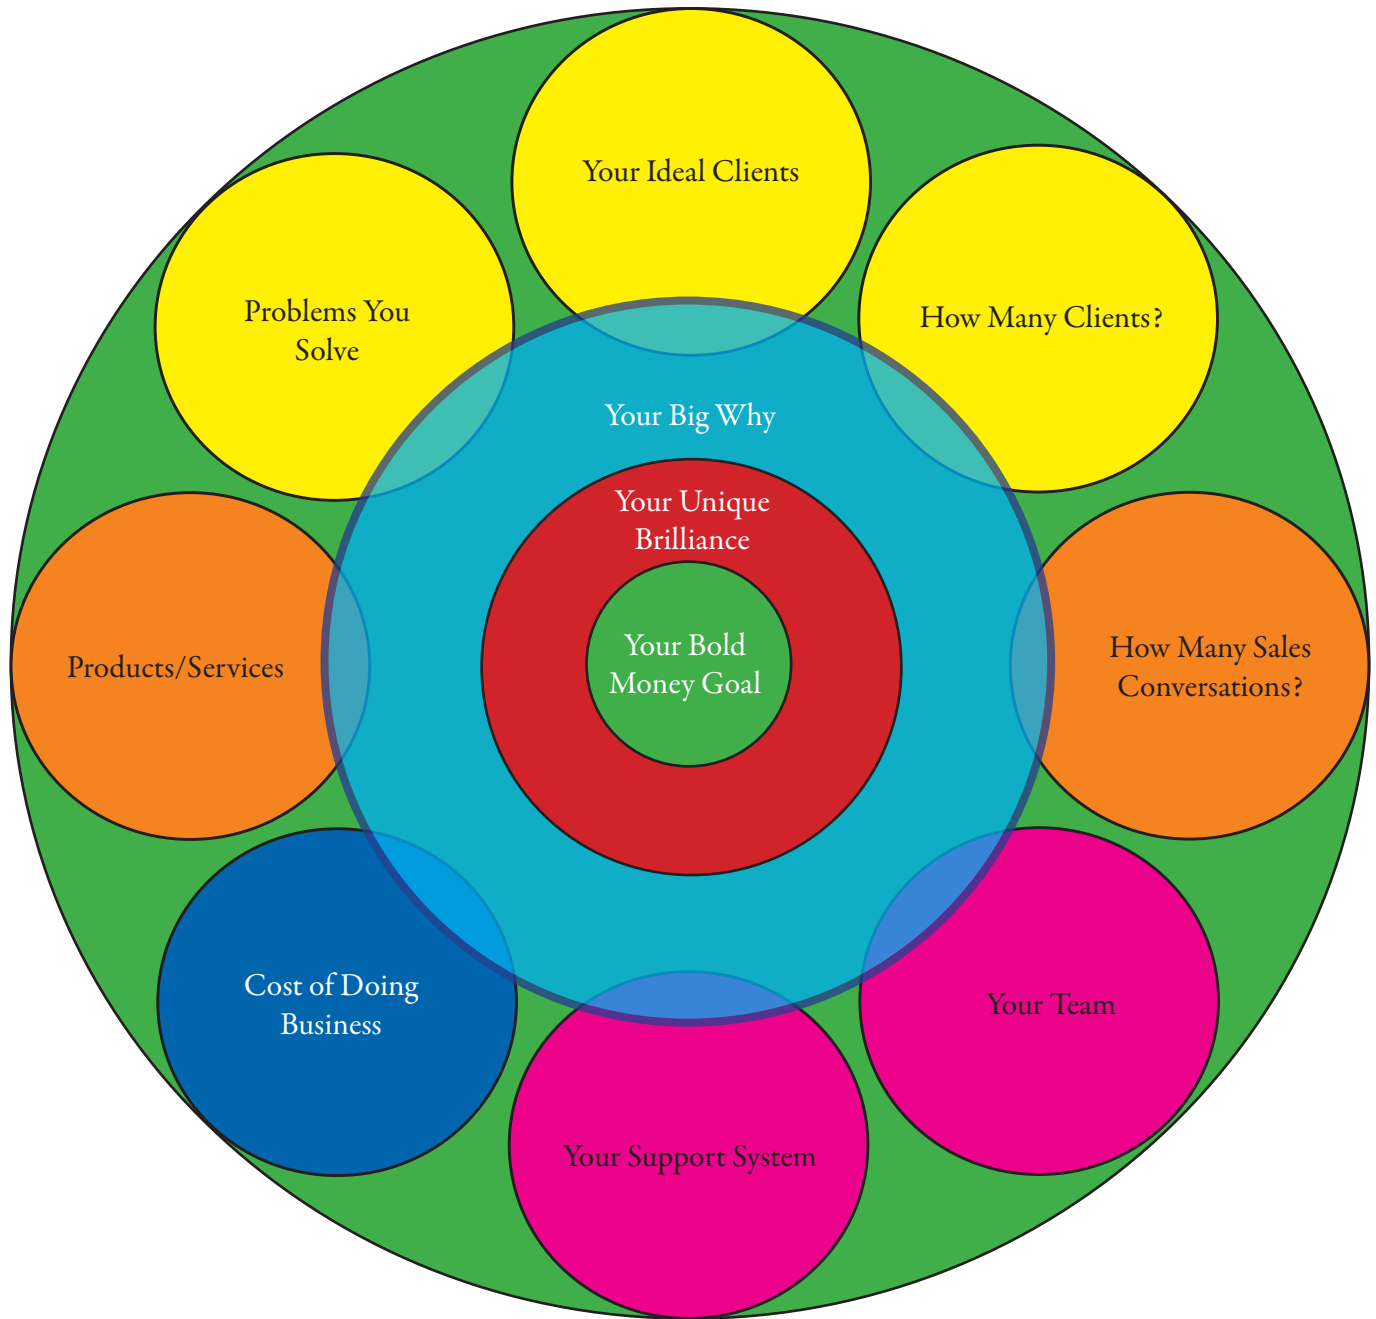 Your Ideal Clients
Problems You
Solve
How Many Clients?
Your Big Why
Your Unique
Brilliance
Your Bold
Money Goal
Products/Services
How Many Sales
Conversations?
Cost of Doing
Business
Your Team
Your Support System